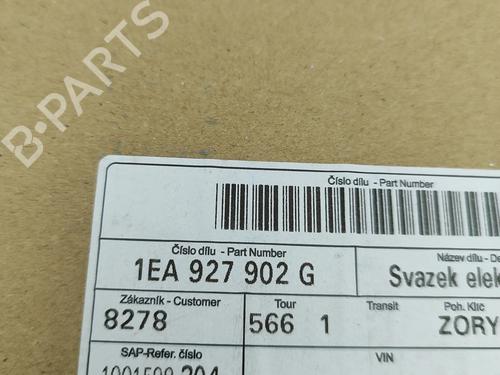 B-PARTS
Číslo dílu - Part Number
Číslo dílu - Part Number
Název dílu - De
1EA 927 902 G
Svazek elek
Zákazník - Customer
Tour
Transit
Poh. Klíč
8278
566 1
ZORY
SAP-Refer. číslo
VIN